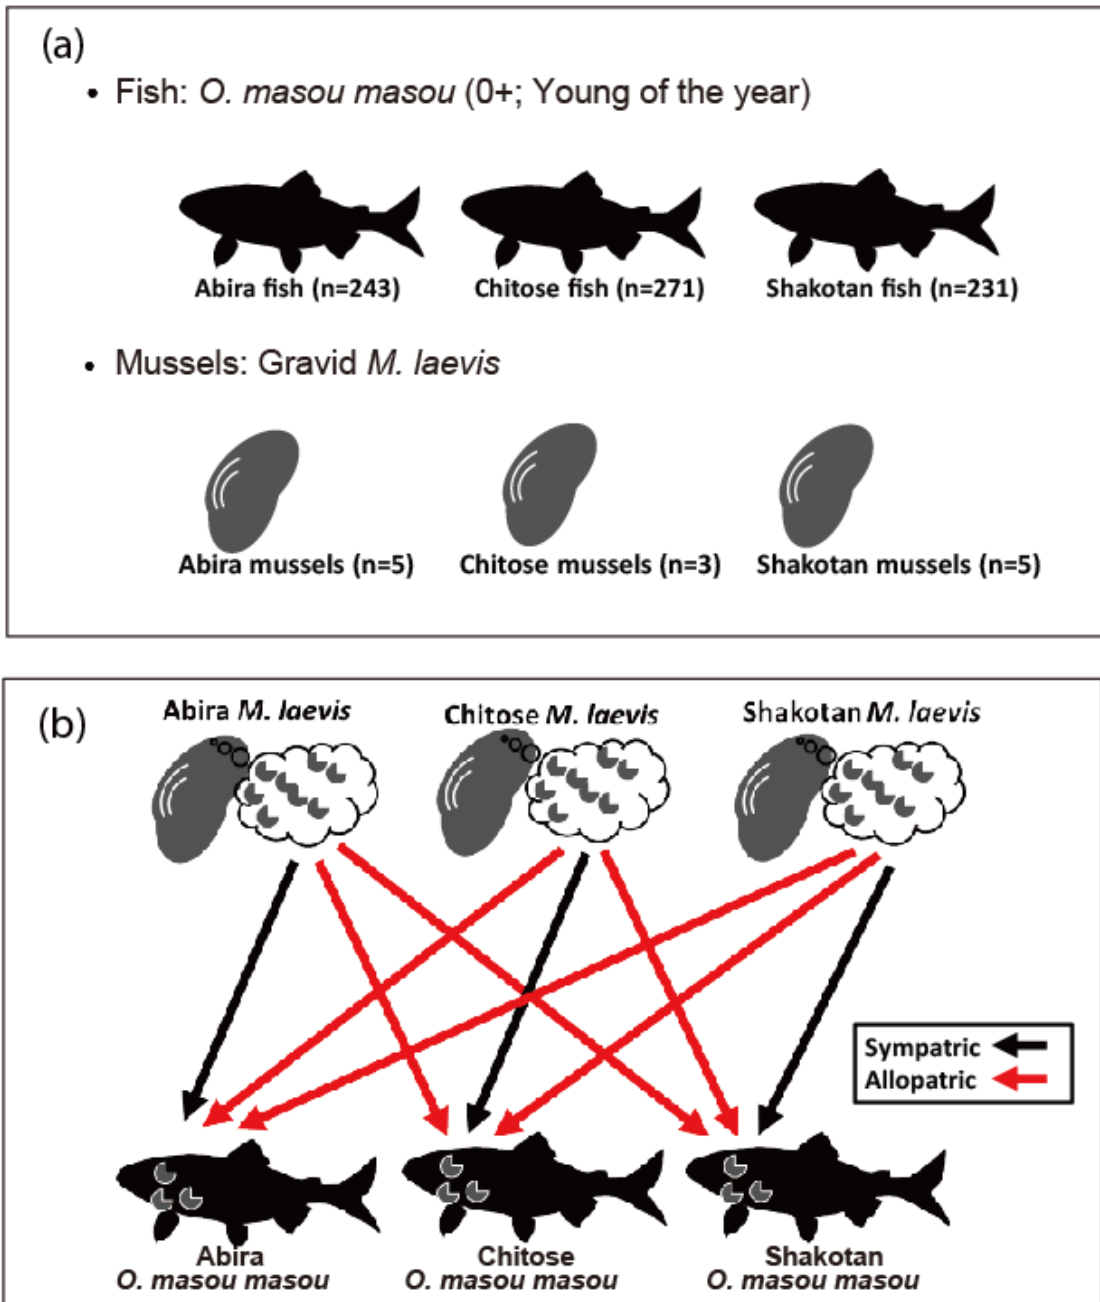 (a)
• Fish: O. masou masou (0+; Young of the year)
Abira fish (n=243) Chitose fish (n=271) Shakotan fish (n=231)
• Mussels: Gravid M. laevis
Abira mussels (n=5) Chitose mussels (n=3) Shakotan mussels (n=5)
(b)
Abira M. laevis Chitose M. laevis Shakotan M. laevis
Sympatric
Allopatric
Abira Chitose Shakotan
O. masou masou O. masou masou O. masou masou